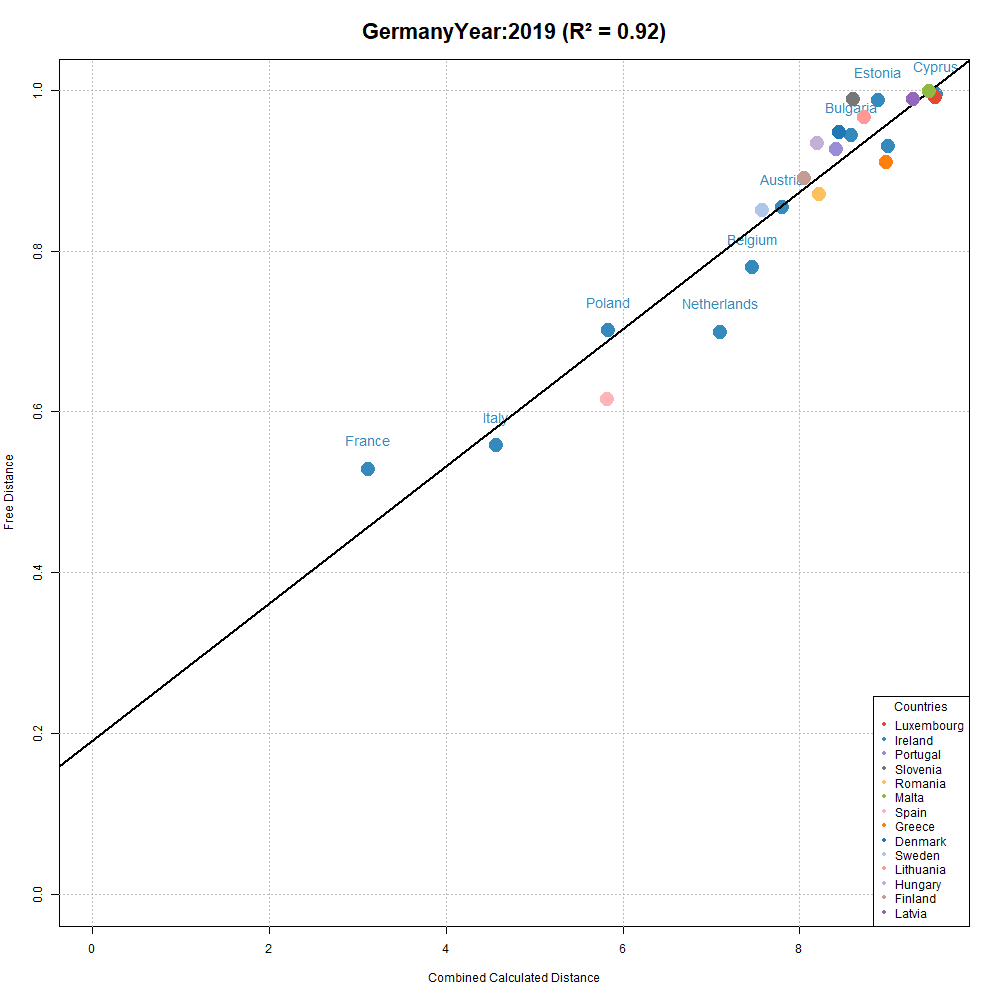 GermanyYear:2019 (R² = 0.92)
Cyprus
Estonia
Bulgaria
Austria
Belgium
Poland
Netherlands
Italy
France
1.0
0.8
0.6
0.4
0.2
0.0
Free Distance
Countries
Luxembourg
Ireland
Portugal
Slovenia
Romania
Malta
Spain
Greece
Denmark
Sweden
Lithuania
Hungary
Finland
Latvia
0 2 4 6 8
Combined Calculated Distance